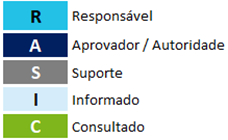 R Responsável
A Aprovador / Autoridade
S Suporte
I Informado
C Consultado